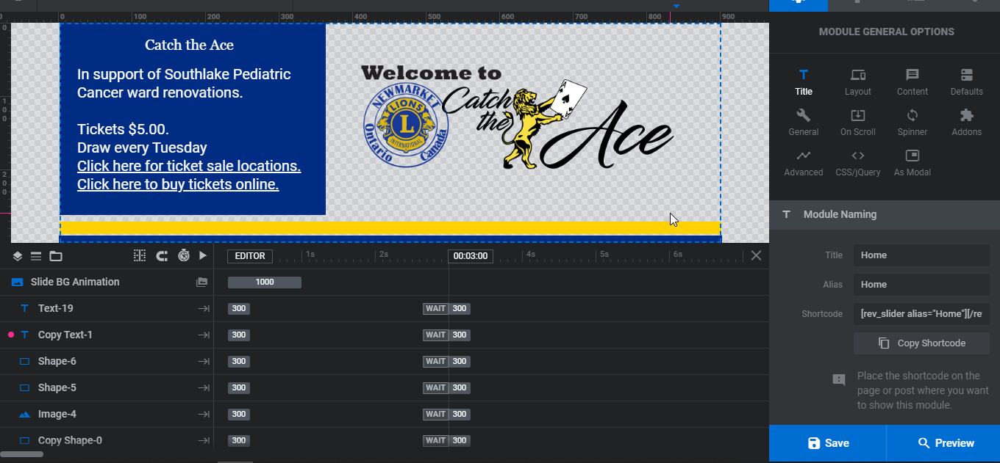 0
100
200
300
400
500
600
700
800
900
0
100
200
MODULE GENERAL OPTIONS
Catch the Ace
In support of Southlake Pediatric
Cancer ward renovations.
Tickets $5.00.
Draw every Tuesday
Click here for ticket sale locations.
Click here to buy tickets online.
Welcome to
NEWMARKET
LIONS
L
INTERNATIONAL
Ontario
Canada
Catch
the
Ace
Title
Layout
Content
Defaults
General
On Scroll
Spinner
Addons
Advanced
CSS/jQuery
As Modal
Module Naming
Title
Home
Alias
Home
Shortcode
[rev_slider alias="Home"][/re
Copy Shortcode
Place the shortcode on the
page or post where you want
to show this module.
Save
Preview
EDITOR
1s
2s
00:03:00
4s
5s
6s
Slide BG Animation
1000
Text-19
300
WAIT 300
Copy Text-1
300
WAIT 300
Shape-6
300
WAIT 300
Shape-5
300
WAIT 300
Image-4
300
WAIT 300
Copy Shape-0
300
WAIT 300